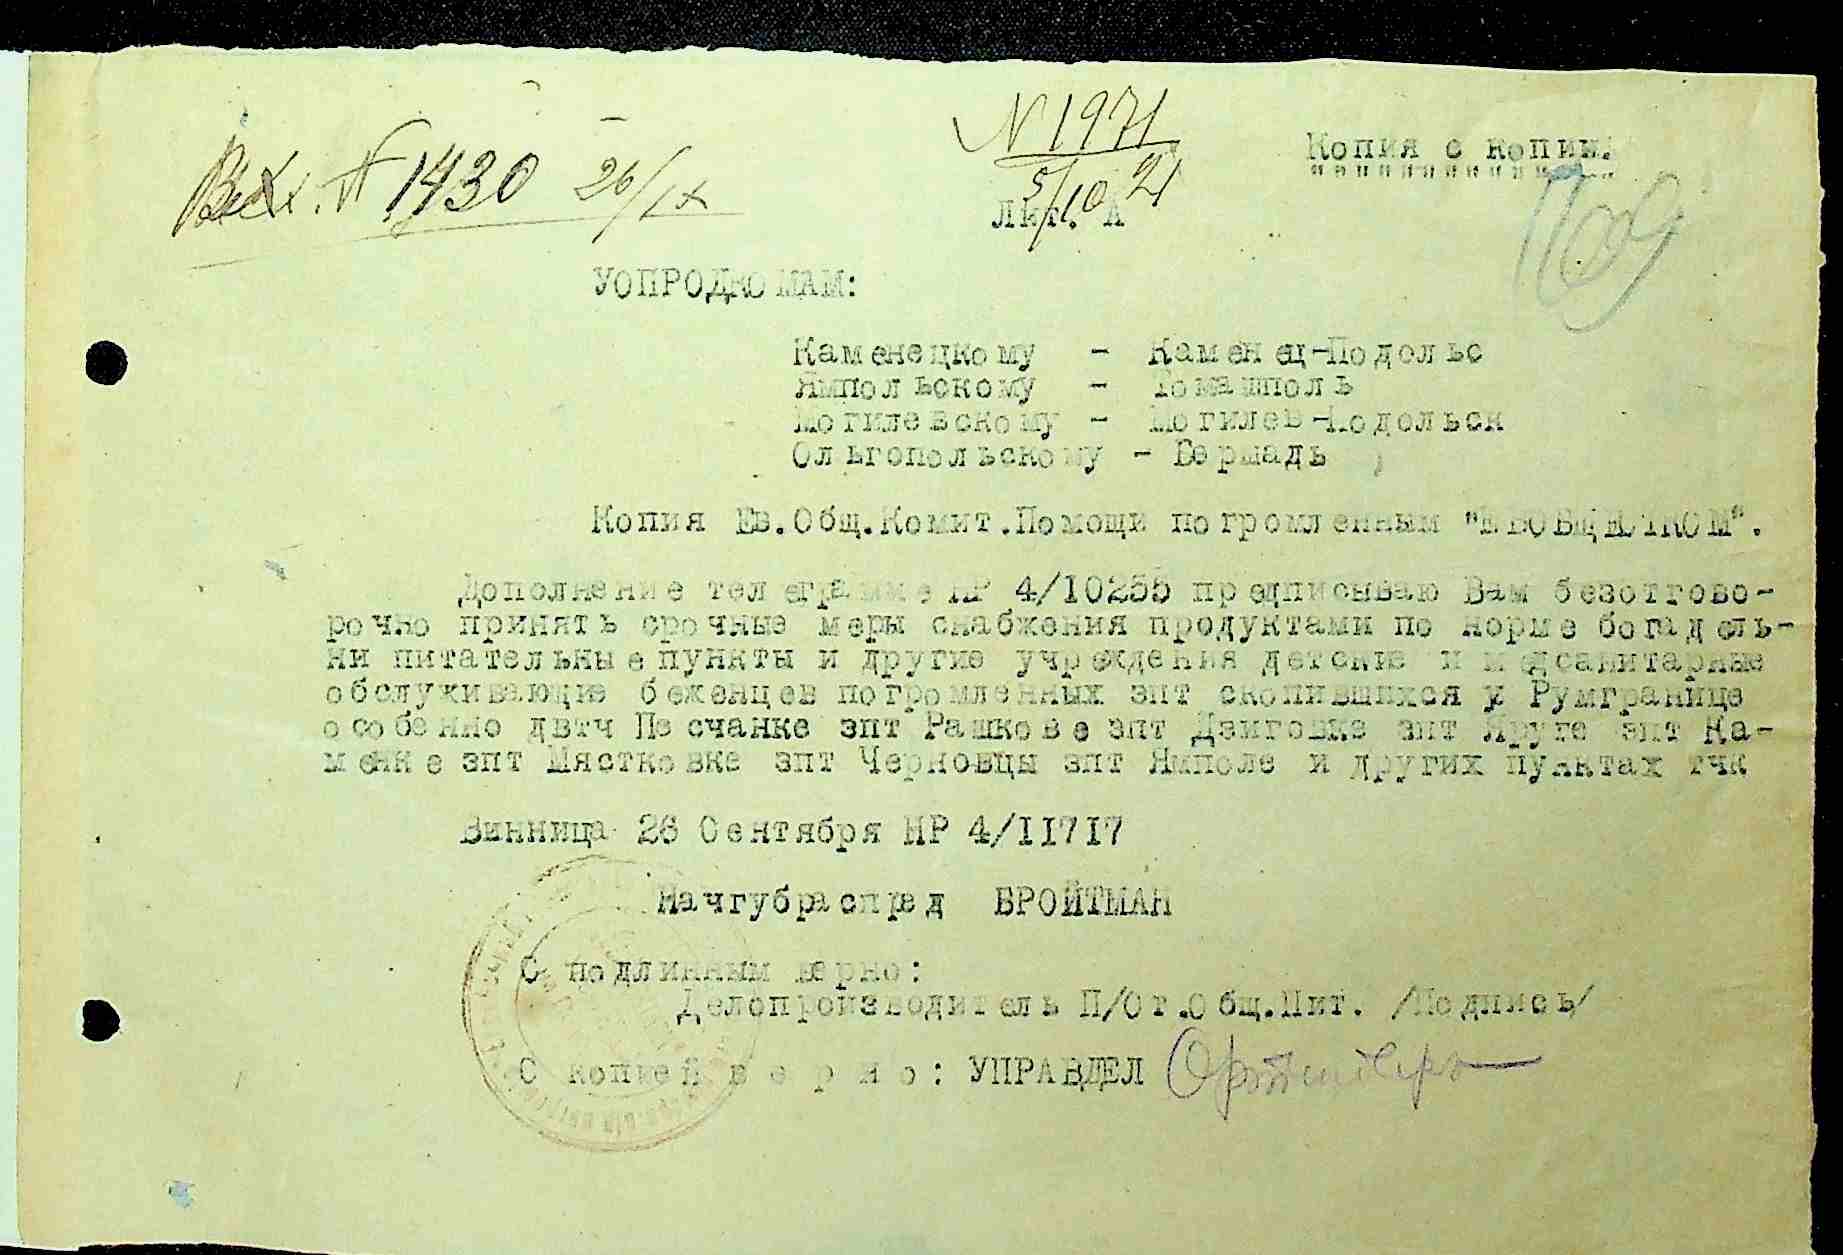 Вх. № 1430 26/IX
N 1971
5/10 21
Копия с копии.
Лит. А
УОПРОДКОМАМ:
Каменецкому - Каменец-Подольс
Ямпольскому - Томашполь
Могилевскому - Могилев-Подольск
Ольгопольскому - Бершадь
Копия Ев.Общ.Комит.Помощи погромленным "ЕВОБЩЕСТКОМ".
Дополнение телеграмме НР 4/10255 предписываю Вам безотгово-
рочно принять срочные меры снабжения продуктами по норме богадель-
ни питательные пункты и другие учреждения детские и медсанитарные
обслуживающие беженцев погромленных зпт скопившихся у Румгранице
особенно двтч Песчанке зпт Рашкове зпт Дзиговке зпт Яруге зпт Ка-
менке зпт Мястковке зпт Черновцы зпт Ямполе и других пунктах тчк
Винница 26 Сентября НР 4/11717
Начгубраспред БРОЙТМАН
С подлинным верно:
Делопроизводитель П/От.Общ.Пит. /Подпись/
С копией верно: УПРАВДЕЛ